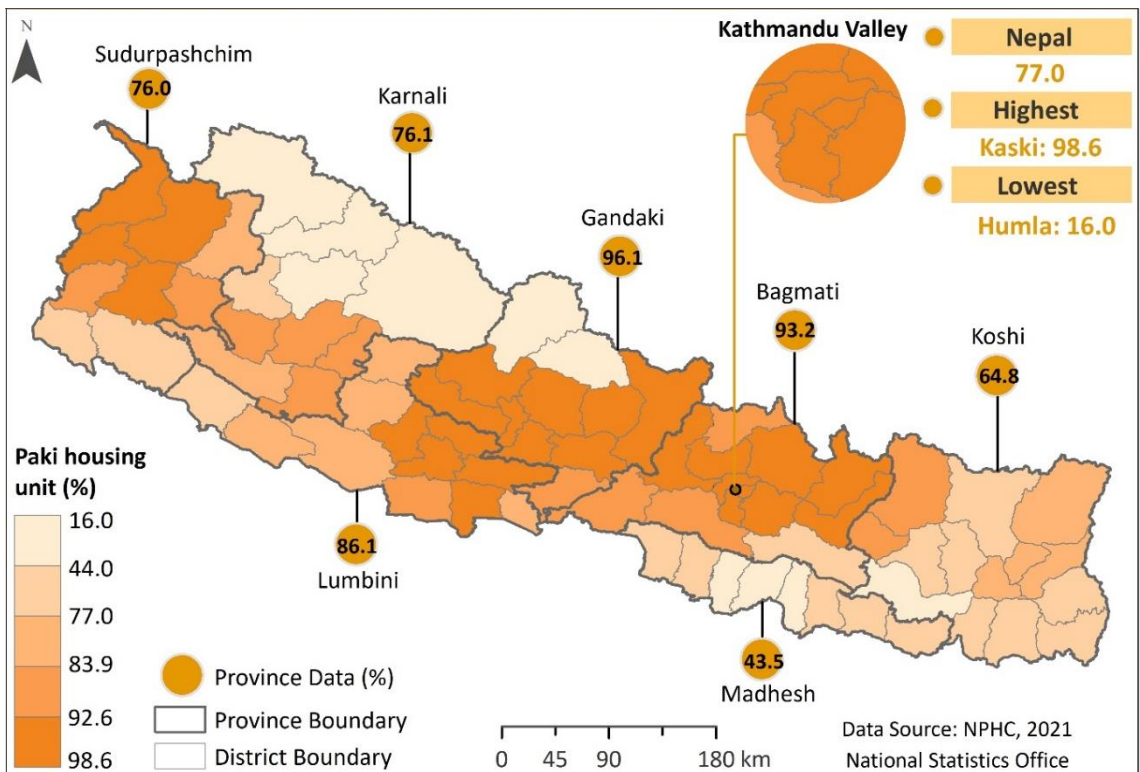 N
Sudurpashchim
76.0
Karnali
76.1
Gandaki
96.1
Bagmati
93.2
Koshi
64.8
Kathmandu Valley
Nepal
77.0
Highest
Kaski: 98.6
Lowest
Humla: 16.0
86.1
Lumbini
43.5
Madhesh
Paki housing
unit (%)
16.0
44.0
77.0
83.9
92.6
98.6
Province Data (%)
Province Boundary
District Boundary
0 45 90 180 km
Data Source: NPHC, 2021
National Statistics Office